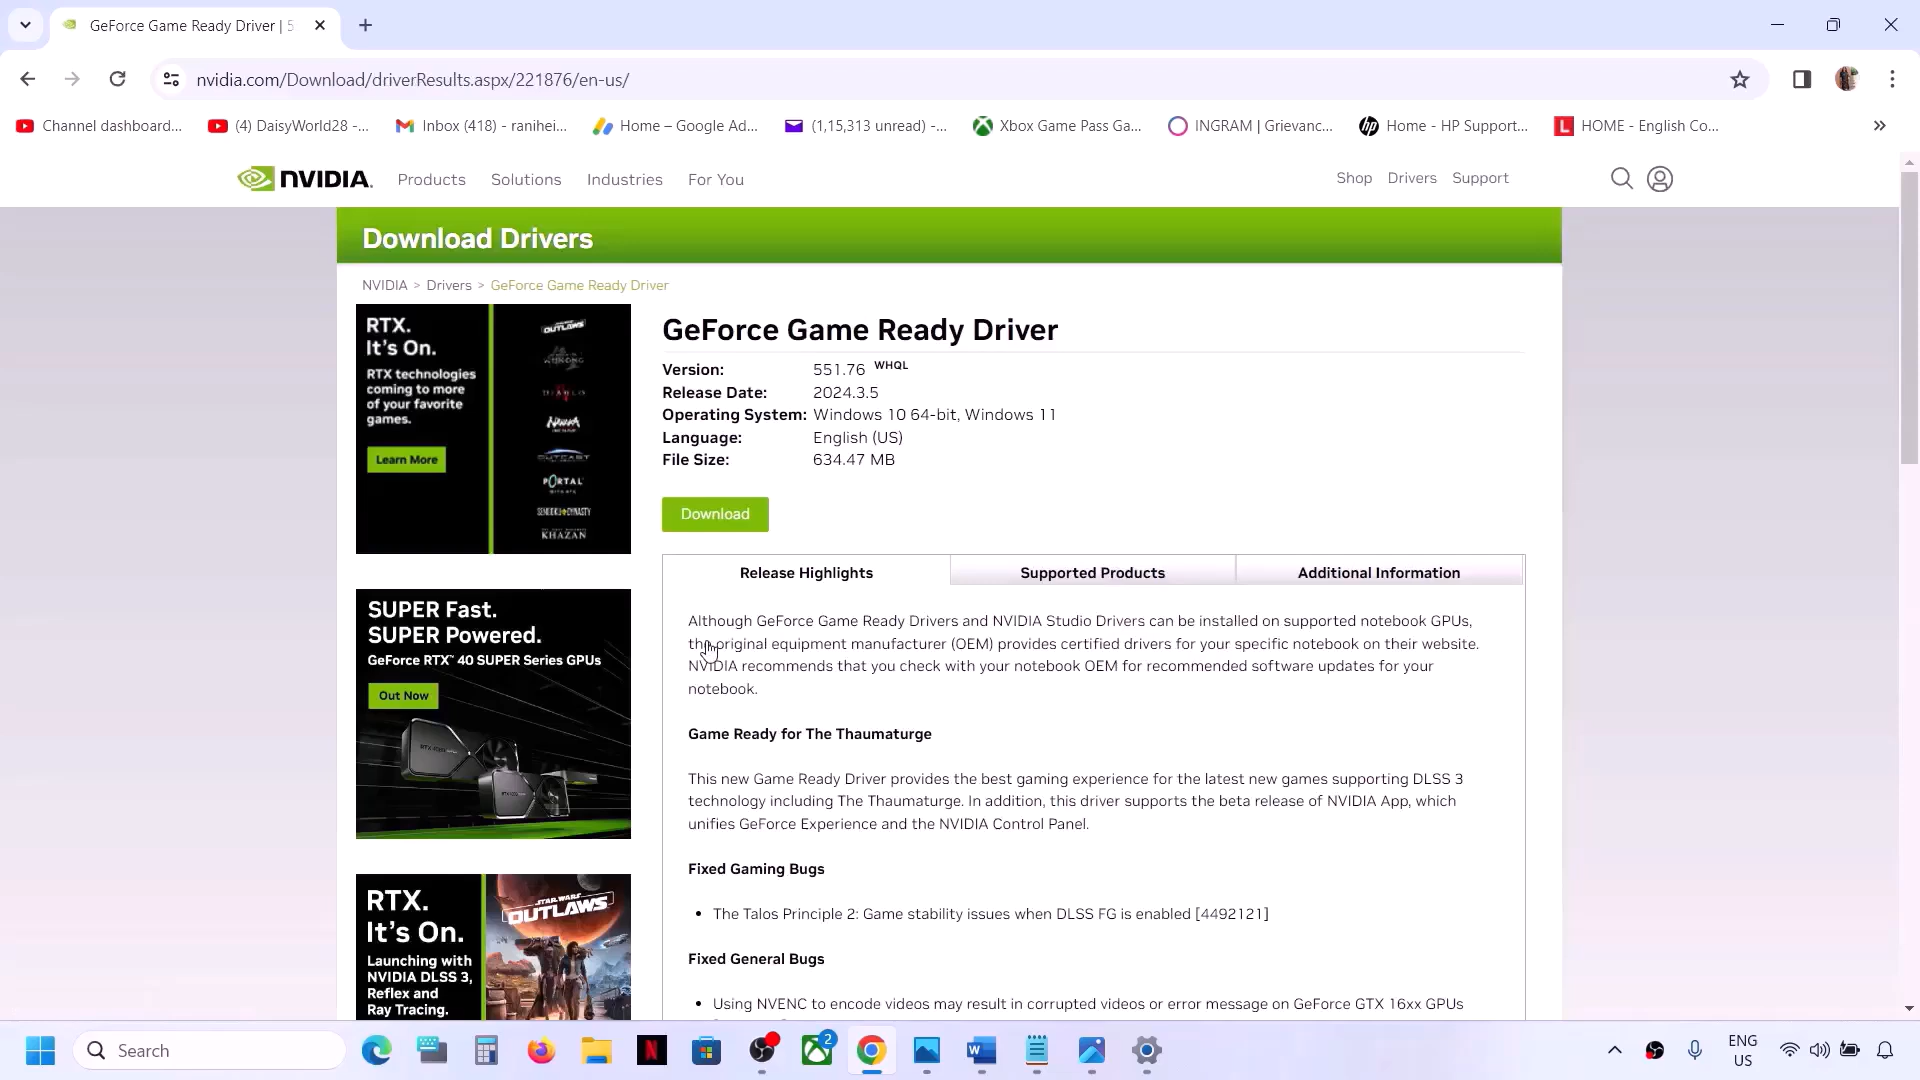 GeForce Game Ready Driver | 5
nvidia.com/Download/driverResults.aspx/221876/en-us/
Channel dashboard...
(4) DaisyWorld28 -...
Inbox (418) - ranihei...
Home – Google Ad...
(1,15,313 unread) -...
Xbox Game Pass Ga...
INGRAM | Grievanc...
Home - HP Support...
HOME - English Co...
NVIDIA.
Products
Solutions
Industries
For You
Shop
Drivers
Support
Download Drivers
NVIDIA > Drivers > GeForce Game Ready Driver
RTX.
It's On.
RTX technologies
coming to more
of your favorite
games.
Learn More
OUTLAWS
DIABLO
NARAKA
OUTCAST
PORTAL
KHAZAN
GeForce Game Ready Driver
Version: 551.76 WHQL
Release Date: 2024.3.5
Operating System: Windows 10 64-bit, Windows 11
Language: English (US)
File Size: 634.47 MB
Download
Release Highlights
Supported Products
Additional Information
Although GeForce Game Ready Drivers and NVIDIA Studio Drivers can be installed on supported notebook GPUs,
the original equipment manufacturer (OEM) provides certified drivers for your specific notebook on their website.
NVIDIA recommends that you check with your notebook OEM for recommended software updates for your
notebook.
Game Ready for The Thaumaturge
This new Game Ready Driver provides the best gaming experience for the latest new games supporting DLSS 3
technology including The Thaumaturge. In addition, this driver supports the beta release of NVIDIA App, which
unifies GeForce Experience and the NVIDIA Control Panel.
Fixed Gaming Bugs
• The Talos Principle 2: Game stability issues when DLSS FG is enabled [4492121]
Fixed General Bugs
• Using NVENC to encode videos may result in corrupted videos or error message on GeForce GTX 16xx GPUs
SUPER Fast.
SUPER Powered.
GeForce RTX™ 40 SUPER Series GPUs
Out Now
RTX.
It's On.
Launching with
NVIDIA DLSS 3,
Reflex and
Ray Tracing.
STAR WARS
OUTLAWS
Search
2
ENG
US